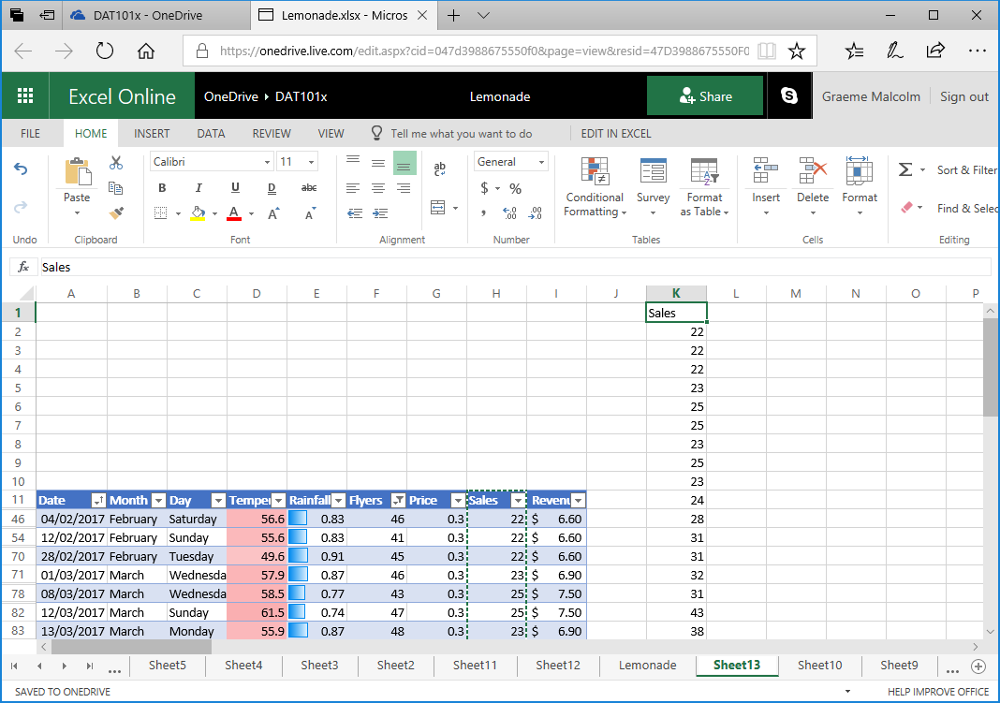 DAT101x - OneDrive
Lemonade.xlsx - Micros
https://onedrive.live.com/edit.aspx?cid=047d3988675550f0&page=view&resid=47D3988675550F0
Excel Online
OneDrive DAT101x
Lemonade
Share
Graeme Malcolm
Sign out
FILE HOME INSERT DATA REVIEW VIEW Tell me what you want to do EDIT IN EXCEL
Calibri 11 General
Paste
B I U D abc
ab
$ % 
Conditional Formatting
Survey
Format as Table
Insert Delete Format
Σ Sort & Filter
Find & Selec
Undo Clipboard Font Alignment Number Tables Cells Editing
fx Sales
A B C D E F G H I J K L M N O P
1 Sales
2 22
3 22
4 22
5 23
6 25
7 25
8 23
9 25
10 23
11 Date Month Day Temper Rainfall Flyers Price Sales Revenu 24
46 04/02/2017 February Saturday 56.6 0.83 46 0.3 22 $ 6.60 28
54 12/02/2017 February Sunday 55.6 0.83 41 0.3 22 $ 6.60 31
70 28/02/2017 February Tuesday 49.6 0.91 45 0.3 22 $ 6.60 31
71 01/03/2017 March Wednesda 57.9 0.87 46 0.3 23 $ 6.90 32
78 08/03/2017 March Wednesda 58.5 0.77 43 0.3 25 $ 7.50 31
82 12/03/2017 March Sunday 61.5 0.74 47 0.3 25 $ 7.50 43
83 13/03/2017 March Monday 55.9 0.87 48 0.3 23 $ 6.90 38
... Sheet5 Sheet4 Sheet3 Sheet2 Sheet11 Sheet12 Lemonade Sheet13 Sheet10 Sheet9 ...
SAVED TO ONEDRIVE
HELP IMPROVE OFFICE